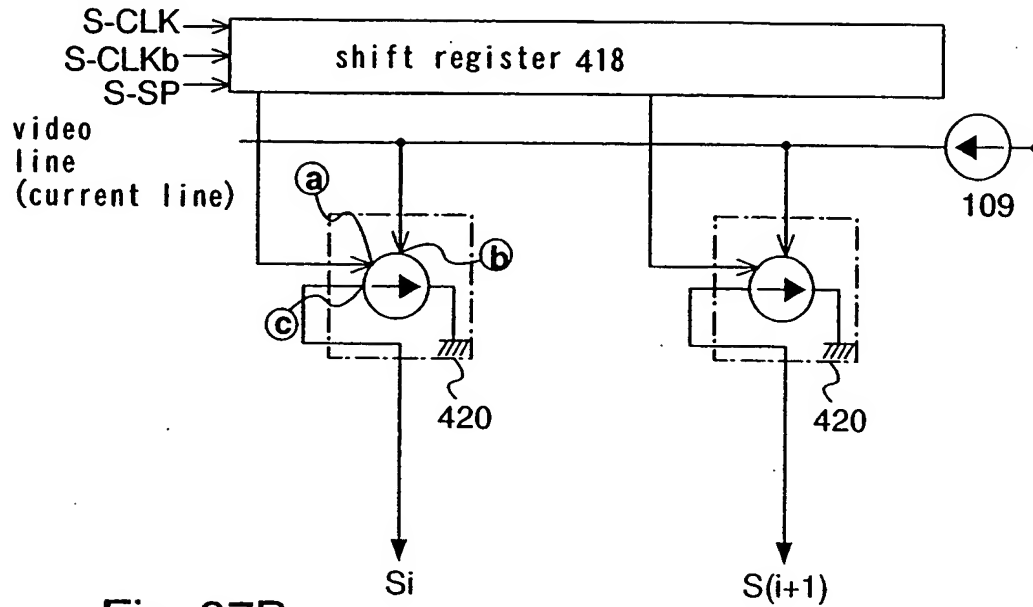 S-CLK
S-CLKb
S-SP
shift register 418
video
line
(current line)
109
a
b
c
420
420
Si
S(i+1)